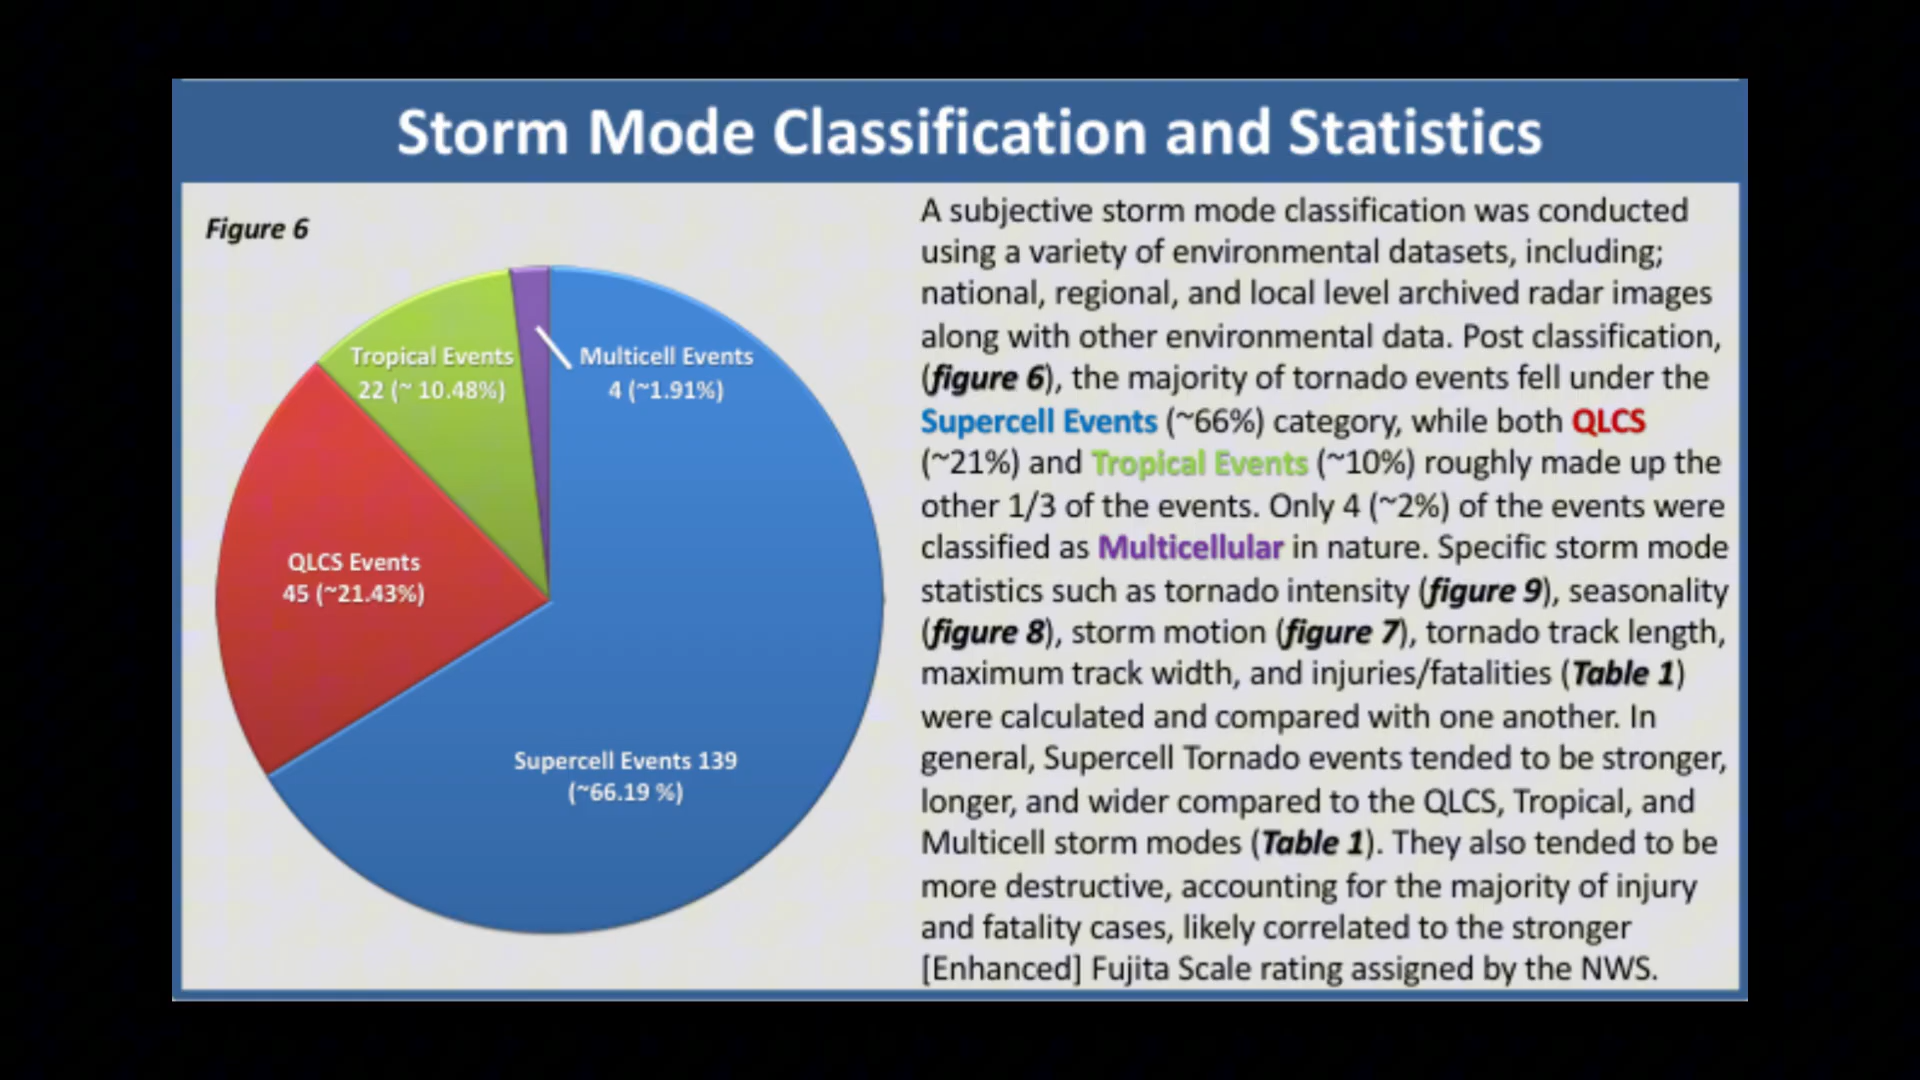 Storm Mode Classification and Statistics
Figure 6
Tropical Events
22 (~ 10.48%)
Multicell Events
4 (~1.91%)
QLCS Events
45 (~21.43%)
Supercell Events 139
(~66.19 %)
A subjective storm mode classification was conducted
using a variety of environmental datasets, including;
national, regional, and local level archived radar images
along with other environmental data. Post classification,
(figure 6), the majority of tornado events fell under the
Supercell Events (~66%) category, while both QLCS
(~21%) and Tropical Events (~10%) roughly made up the
other 1/3 of the events. Only 4 (~2%) of the events were
classified as Multicellular in nature. Specific storm mode
statistics such as tornado intensity (figure 9), seasonality
(figure 8), storm motion (figure 7), tornado track length,
maximum track width, and injuries/fatalities (Table 1)
were calculated and compared with one another. In
general, Supercell Tornado events tended to be stronger,
longer, and wider compared to the QLCS, Tropical, and
Multicell storm modes (Table 1). They also tended to be
more destructive, accounting for the majority of injury
and fatality cases, likely correlated to the stronger
[Enhanced] Fujita Scale rating assigned by the NWS.